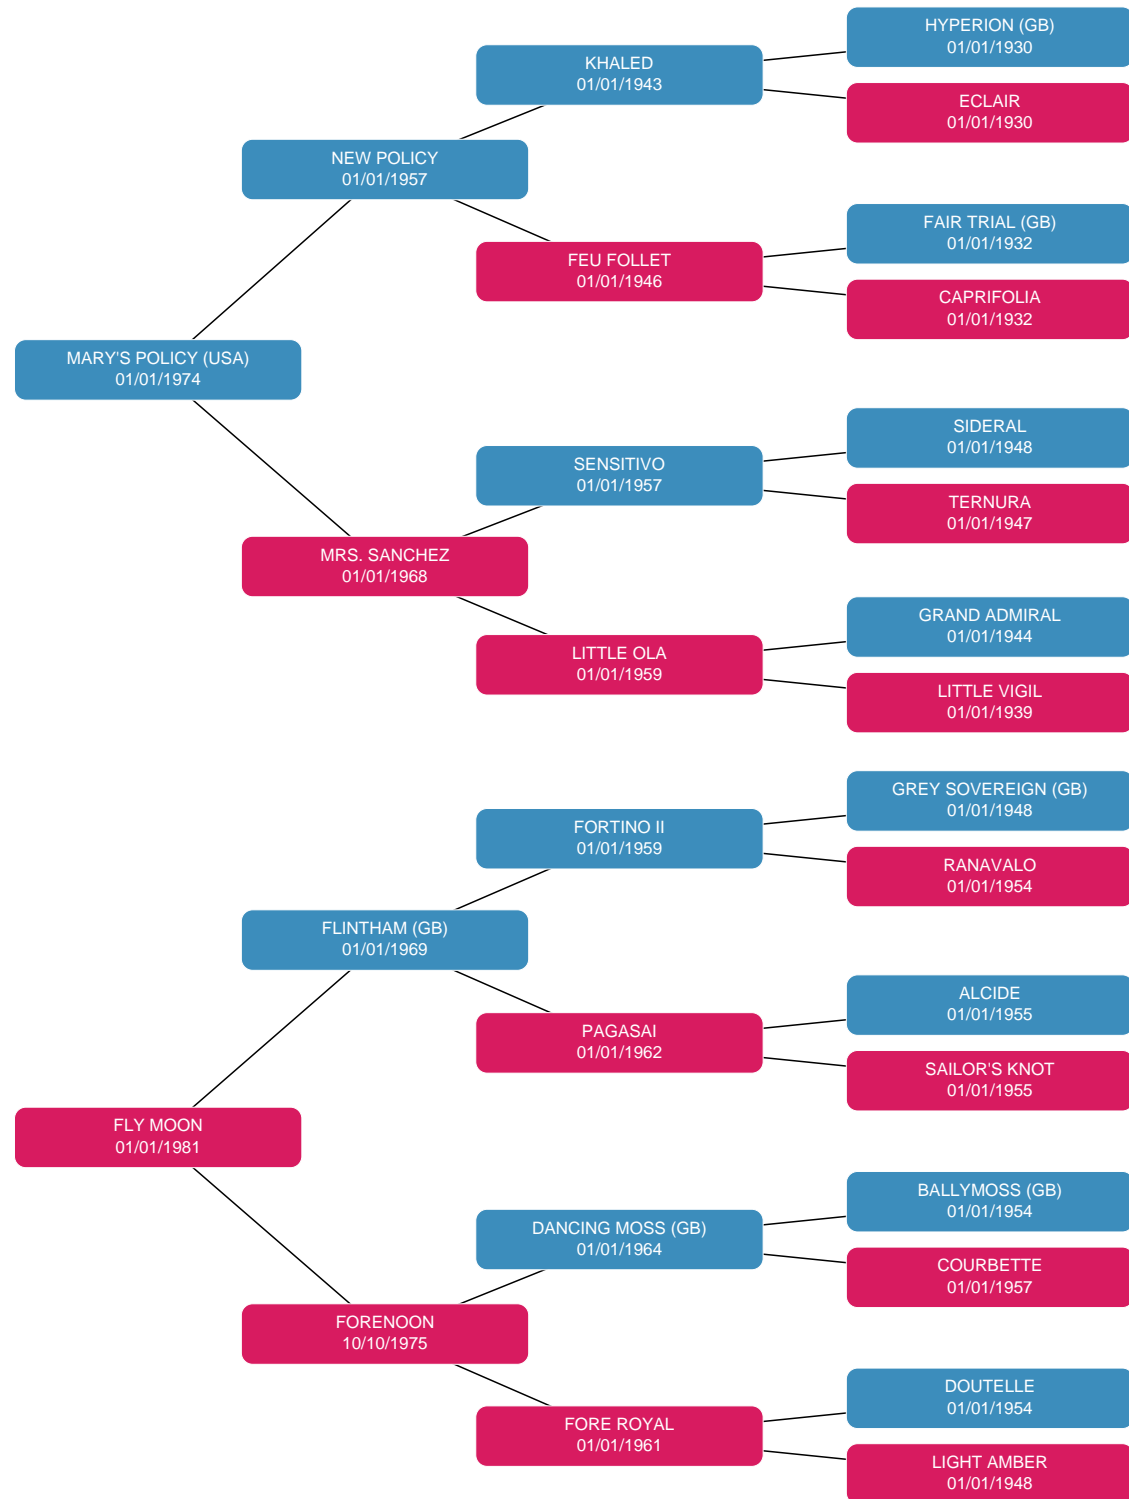 HYPERION (GB)
01/01/1930
KHALED
01/01/1943
ECLAIR
01/01/1930
NEW POLICY
01/01/1957
FAIR TRIAL (GB)
01/01/1932
FEU FOLLET
01/01/1946
CAPRIFOLIA
01/01/1932
MARY'S POLICY (USA)
01/01/1974
SIDERAL
01/01/1948
SENSITIVO
01/01/1957
TERNURA
01/01/1947
MRS. SANCHEZ
01/01/1968
GRAND ADMIRAL
01/01/1944
LITTLE OLA
01/01/1959
LITTLE VIGIL
01/01/1939
GREY SOVEREIGN (GB)
01/01/1948
FORTINO II
01/01/1959
RANAVALO
01/01/1954
FLINTHAM (GB)
01/01/1969
ALCIDE
01/01/1955
PAGASAI
01/01/1962
SAILOR'S KNOT
01/01/1955
FLY MOON
01/01/1981
BALLYMOSS (GB)
01/01/1954
DANCING MOSS (GB)
01/01/1964
COURBETTE
01/01/1957
FORENOON
10/10/1975
DOUTELLE
01/01/1954
FORE ROYAL
01/01/1961
LIGHT AMBER
01/01/1948